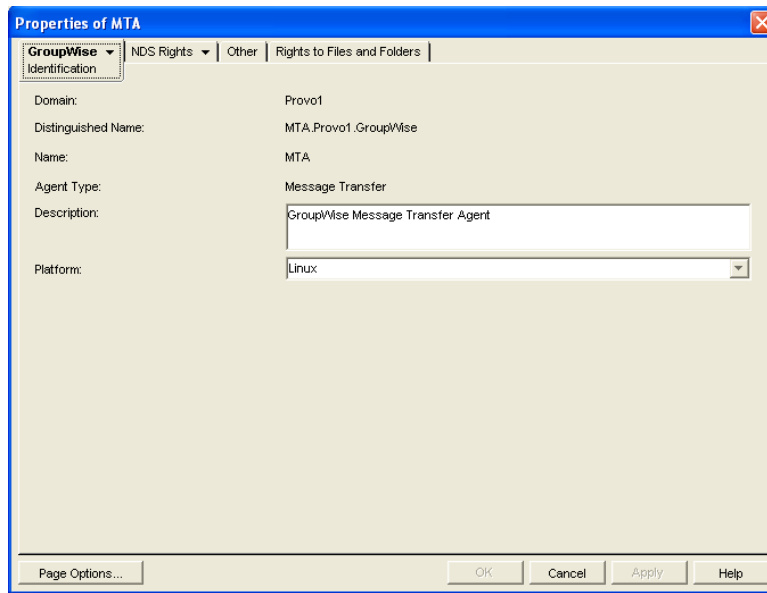 Properties of MTA
GroupWise NDS Rights Other Rights to Files and Folders
Identification
Domain: Provo1
Distinguished Name: MTA.Provo1.GroupWise
Name: MTA
Agent Type: Message Transfer
Description: GroupWise Message Transfer Agent
Platform: Linux
Page Options... OK Cancel Apply Help